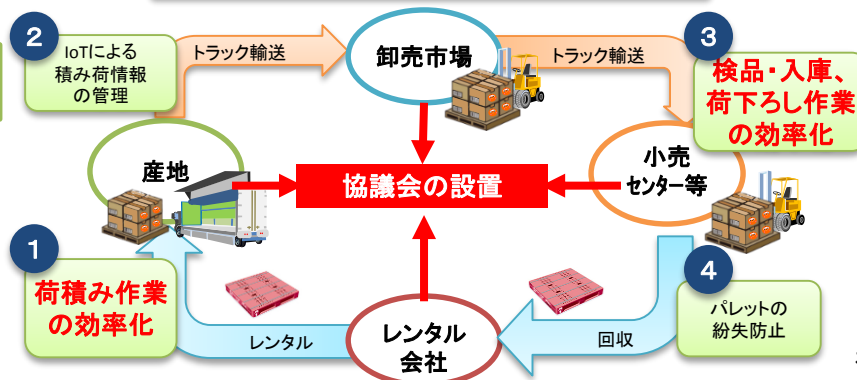 2
IoTによる
積み荷情報
の管理
トラック輸送
卸売市場
トラック輸送
3
検品・入庫、
荷下ろし作業
の効率化
産地
協議会の設置
小売
センター等
1
荷積み作業
の効率化
レンタル
レンタル
会社
回収
4
パレットの
紛失防止